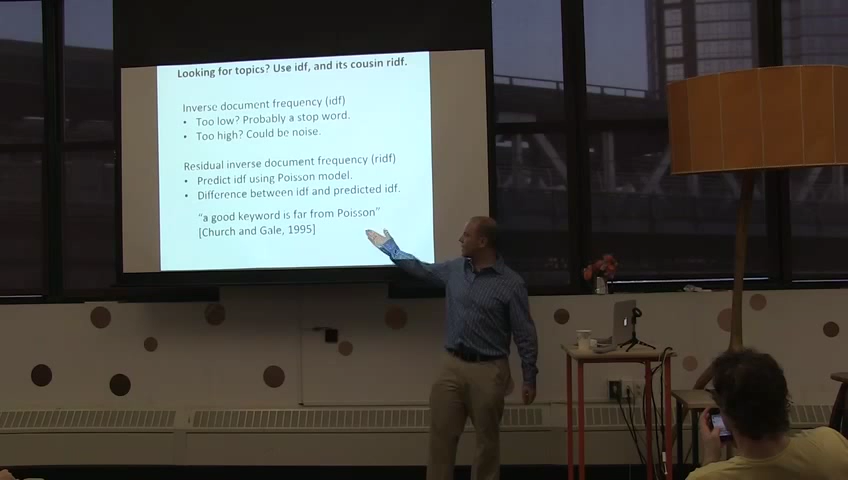 Looking for topics? Use idf, and its cousin ridf.
Inverse document frequency (idf)
• Too low? Probably a stop word.
• Too high? Could be noise.
Residual inverse document frequency (ridf)
• Predict idf using Poisson model.
• Difference between idf and predicted idf.
"a good keyword is far from Poisson"
[Church and Gale, 1995]